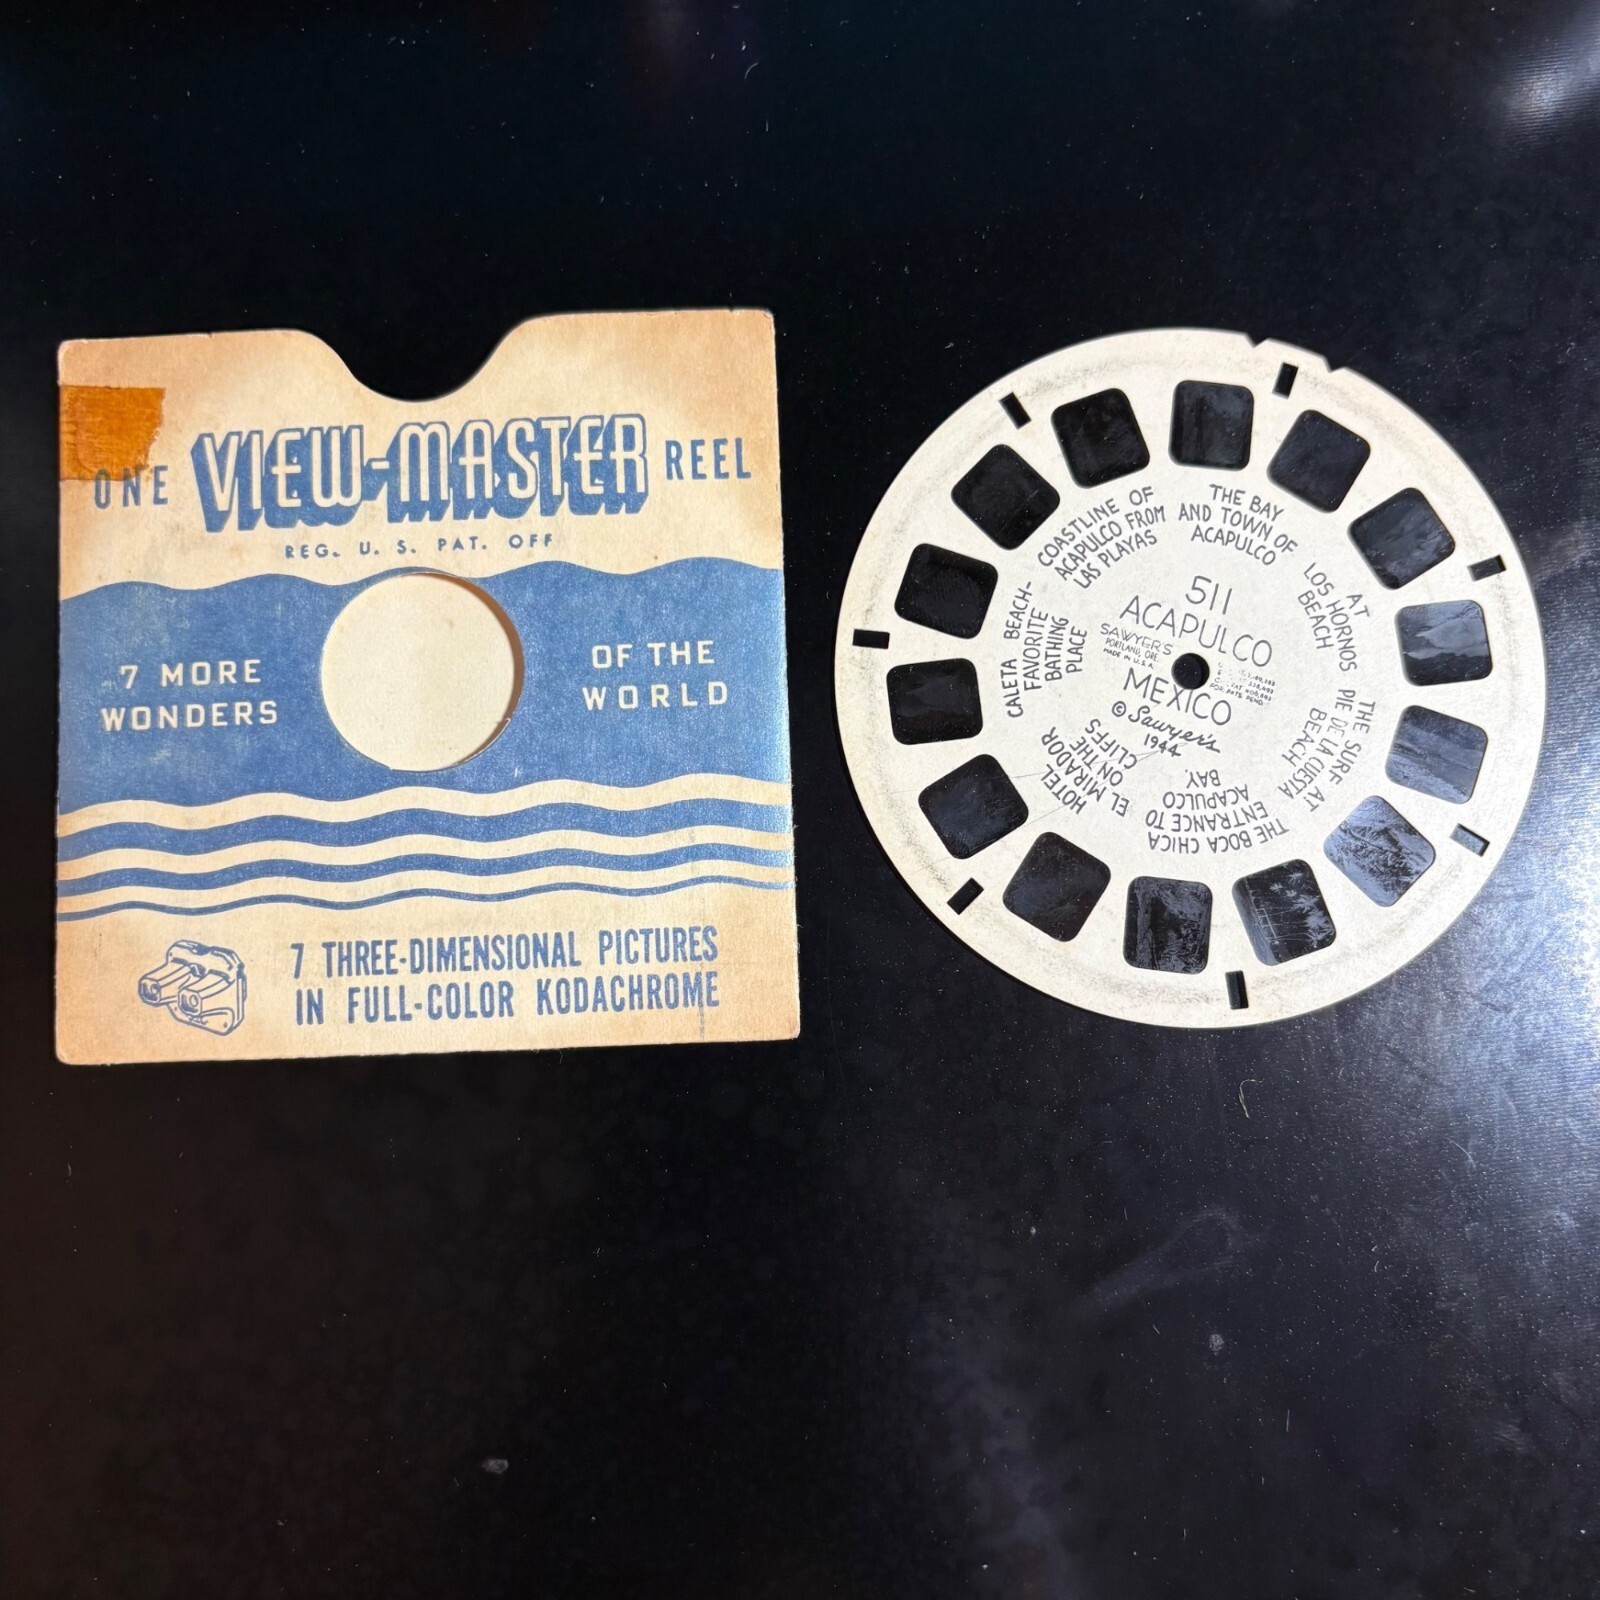 ONE VIEW-MASTER REEL
REG. U. S. PAT. OFF
7 MORE
WONDERS
OF THE
WORLD
7 THREE-DIMENSIONAL PICTURES
IN FULL-COLOR KODACHROME
511
ACAPULCO
SAWYER'S
PORTLAND, ORE.
MADE IN U.S.A.
MEXICO
© Sawyer's
1944
THE BAY
AND TOWN OF
ACAPULCO
AT
LOS HORNOS
BEACH
THE SURF AT
PIE DE LA CUESTA
BEACH
THE BOCA CHICA
ENTRANCE TO
ACAPULCO
BAY.
HOTEL
EL MIRADOR
ON THE
CLIFFS
CALETA BEACH-
FAVORITE
BATHING
PLACE
COASTLINE OF
ACAPULCO FROM
LAS PLAYAS